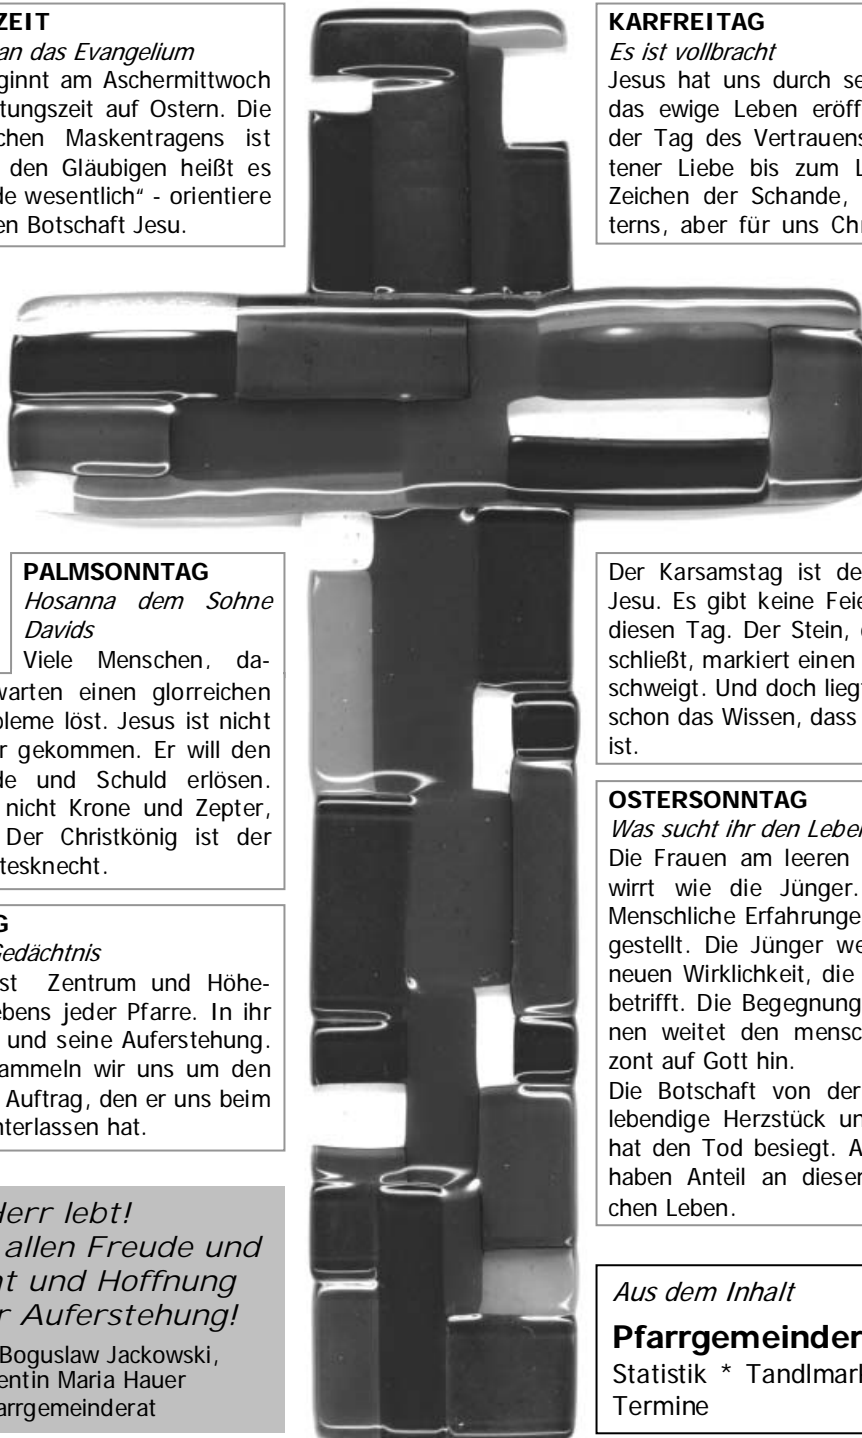 ZEIT
an das Evangelium
ginnt am Aschermittwoch
tungszeit auf Ostern. Die
chen Maskentragens ist
den Gläubigen heißt es
de wesentlich“ - orientiere
en Botschaft Jesu.
PALMSONNTAG
Hosanna dem Sohne
Davids
Viele Menschen, da-
warten einen glorreichen
bleme löst. Jesus ist nicht
r gekommen. Er will den
de und Schuld erlösen.
nicht Krone und Zepter,
Der Christkönig ist der
tesknecht.
G
Gedächtnis
st Zentrum und Höhe-
ebens jeder Pfarre. In ihr
und seine Auferstehung.
ammeln wir uns um den
Auftrag, den er uns beim
nterlassen hat.
Herr lebt!
allen Freude und
t und Hoffnung
r Auferstehung!
Boguslaw Jackowski,
entin Maria Hauer
arrgemeinderat
KARFREITAG
Es ist vollbracht
Jesus hat uns durch se
das ewige Leben eröff
der Tag des Vertrauens
tener Liebe bis zum L
Zeichen der Schande,
terns, aber für uns Chr
Der Karsamstag ist de
Jesu. Es gibt keine Feie
diesen Tag. Der Stein, d
schließt, markiert einen
schweigt. Und doch liegt
schon das Wissen, dass
ist.
OSTERSONNTAG
Was sucht ihr den Leben
Die Frauen am leeren
wirrt wie die Jünger.
Menschliche Erfahrunge
gestellt. Die Jünger we
neuen Wirklichkeit, die
betrifft. Die Begegnung
nen weitet den mensc
zont auf Gott hin.
Die Botschaft von der
lebendige Herzstück un
hat den Tod besiegt. A
haben Anteil an dieser
chen Leben.
Aus dem Inhalt
Pfarrgemeinder
Statistik * Tandlmark
Termine